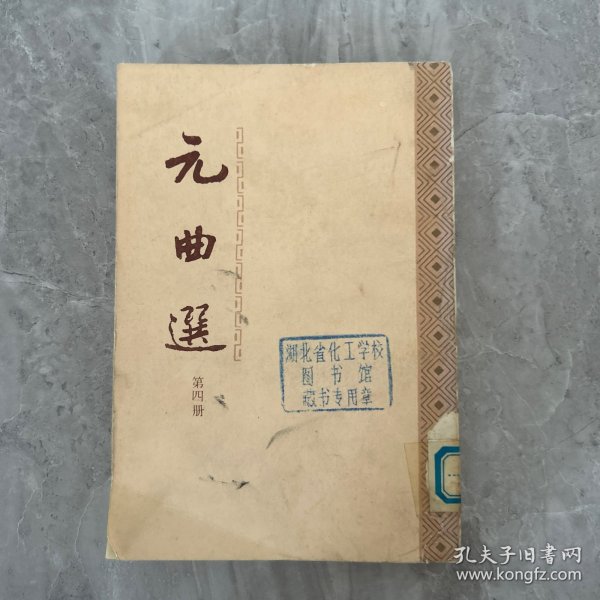 元曲選
第四册
湖北省化工学校
图书馆
藏书专用章
孔夫子旧书网
www.kongfz.com